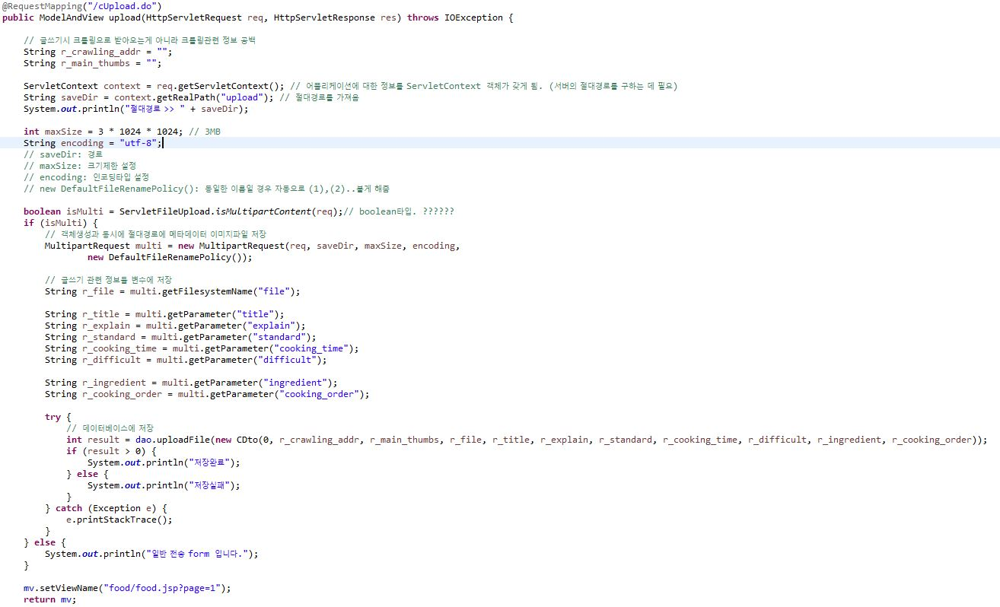 @RequestMapping("/cUpload.do")
public ModelAndView upload(HttpServletRequest req, HttpServletResponse res) throws IOException {
// 글쓰기시 크롤링으로 받아오는게 아니라 크롤링관련 정보 공백
String r_crawling_addr = "";
String r_main_thumbs = "";
ServletContext context = req.getServletContext(); // 어플리케이션에 대한 정보를 ServletContext 객체가 갖게 됨. (서버의 절대경로를 구하는 데 필요)
String saveDir = context.getRealPath("upload"); // 절대경로를 가져옴
System.out.println("절대경로 >> " + saveDir);
int maxSize = 3 * 1024 * 1024; // 3MB
String encoding = "utf-8";
// saveDir: 경로
// maxSize: 크기제한 설정
// encoding: 인코딩타입 설정
// new DefaultFileRenamePolicy(): 동일한 이름일 경우 자동으로 (1),(2)..붙게 해줌
boolean isMulti = ServletFileUpload.isMultipartContent(req);// boolean타입. ??????
if (isMulti) {
// 객체생성과 동시에 절대경로에 메타데이터 이미지파일 저장
MultipartRequest multi = new MultipartRequest(req, saveDir, maxSize, encoding,
new DefaultFileRenamePolicy());
// 글쓰기 관련 정보들 변수에 저장
String r_file = multi.getFilesystemName("file");
String r_title = multi.getParameter("title");
String r_explain = multi.getParameter("explain");
String r_standard = multi.getParameter("standard");
String r_cooking_time = multi.getParameter("cooking_time");
String r_difficult = multi.getParameter("difficult");
String r_ingredient = multi.getParameter("ingredient");
String r_cooking_order = multi.getParameter("cooking_order");
try {
// 데이터베이스에 저장
int result = dao.uploadFile(new CDto(0, r_crawling_addr, r_main_thumbs, r_file, r_title, r_explain, r_standard, r_cooking_time, r_difficult, r_ingredient, r_cooking_order));
if (result > 0) {
System.out.println("저장완료");
} else {
System.out.println("저장실패");
}
} catch (Exception e) {
e.printStackTrace();
}
} else {
System.out.println("일반 전송 form 입니다.");
}
mv.setViewName("food/food.jsp?page=1");
return mv;